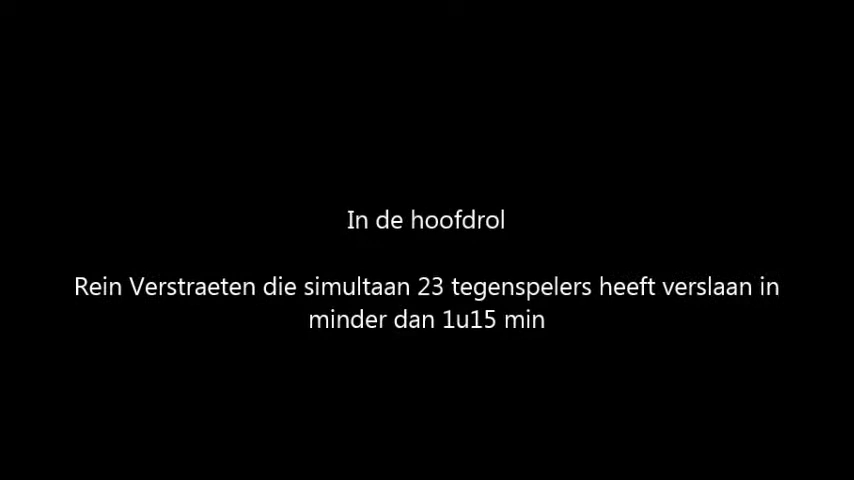 In de hoofdrol
Rein Verstraeten die simultaan 23 tegenspelers heeft verslaan in
minder dan 1u15 min